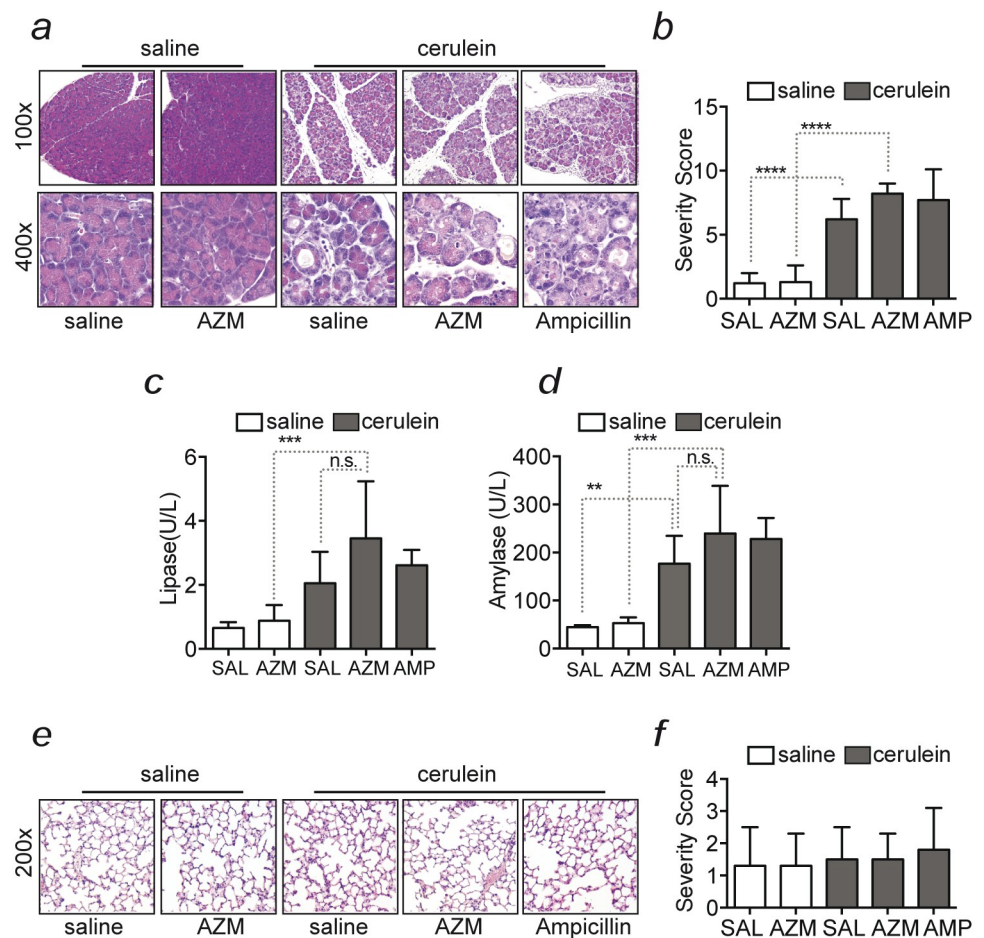 a
saline cerulein
100x
400x
saline AZM saline AZM Ampicillin
b
saline cerulein
Severity Score
15
10
5
0
****
****
SAL AZM SAL AZM AMP
c
saline cerulein
***
n.s.
Lipase(U/L)
6
4
2
0
SAL AZM SAL AZM AMP
d
saline cerulein
***
n.s.
**
Amylase (U/L)
400
300
200
100
0
SAL AZM SAL AZM AMP
e
saline cerulein
200x
saline AZM saline AZM Ampicillin
f
saline cerulein
Severity Score
4
3
2
1
0
SAL AZM SAL AZM AMP